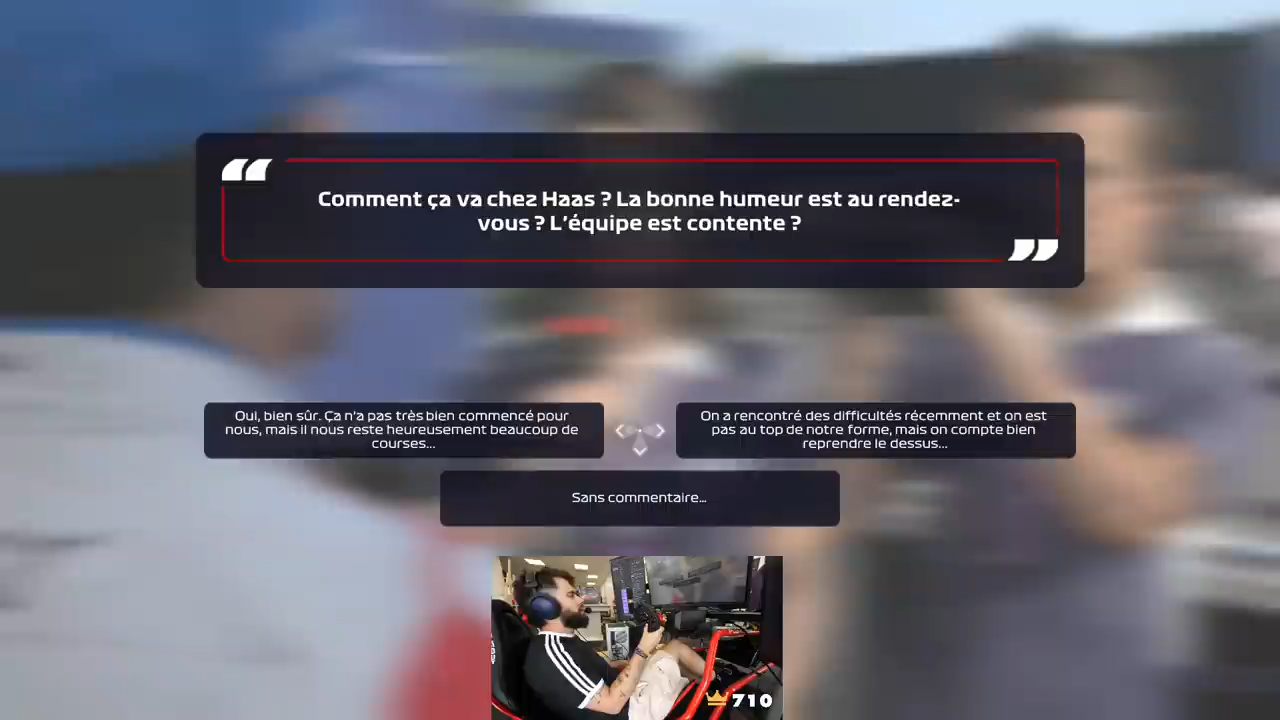 Comment ça va chez Haas ? La bonne humeur est au rendez-
vous ? L'équipe est contente ?
Oui, bien sûr. Ça n'a pas très bien commencé pour
nous, mais il nous reste heureusement beaucoup de
courses...
On a rencontré des difficultés récemment et on est
pas au top de notre forme, mais on compte bien
reprendre le dessus...
Sans commentaire...
710